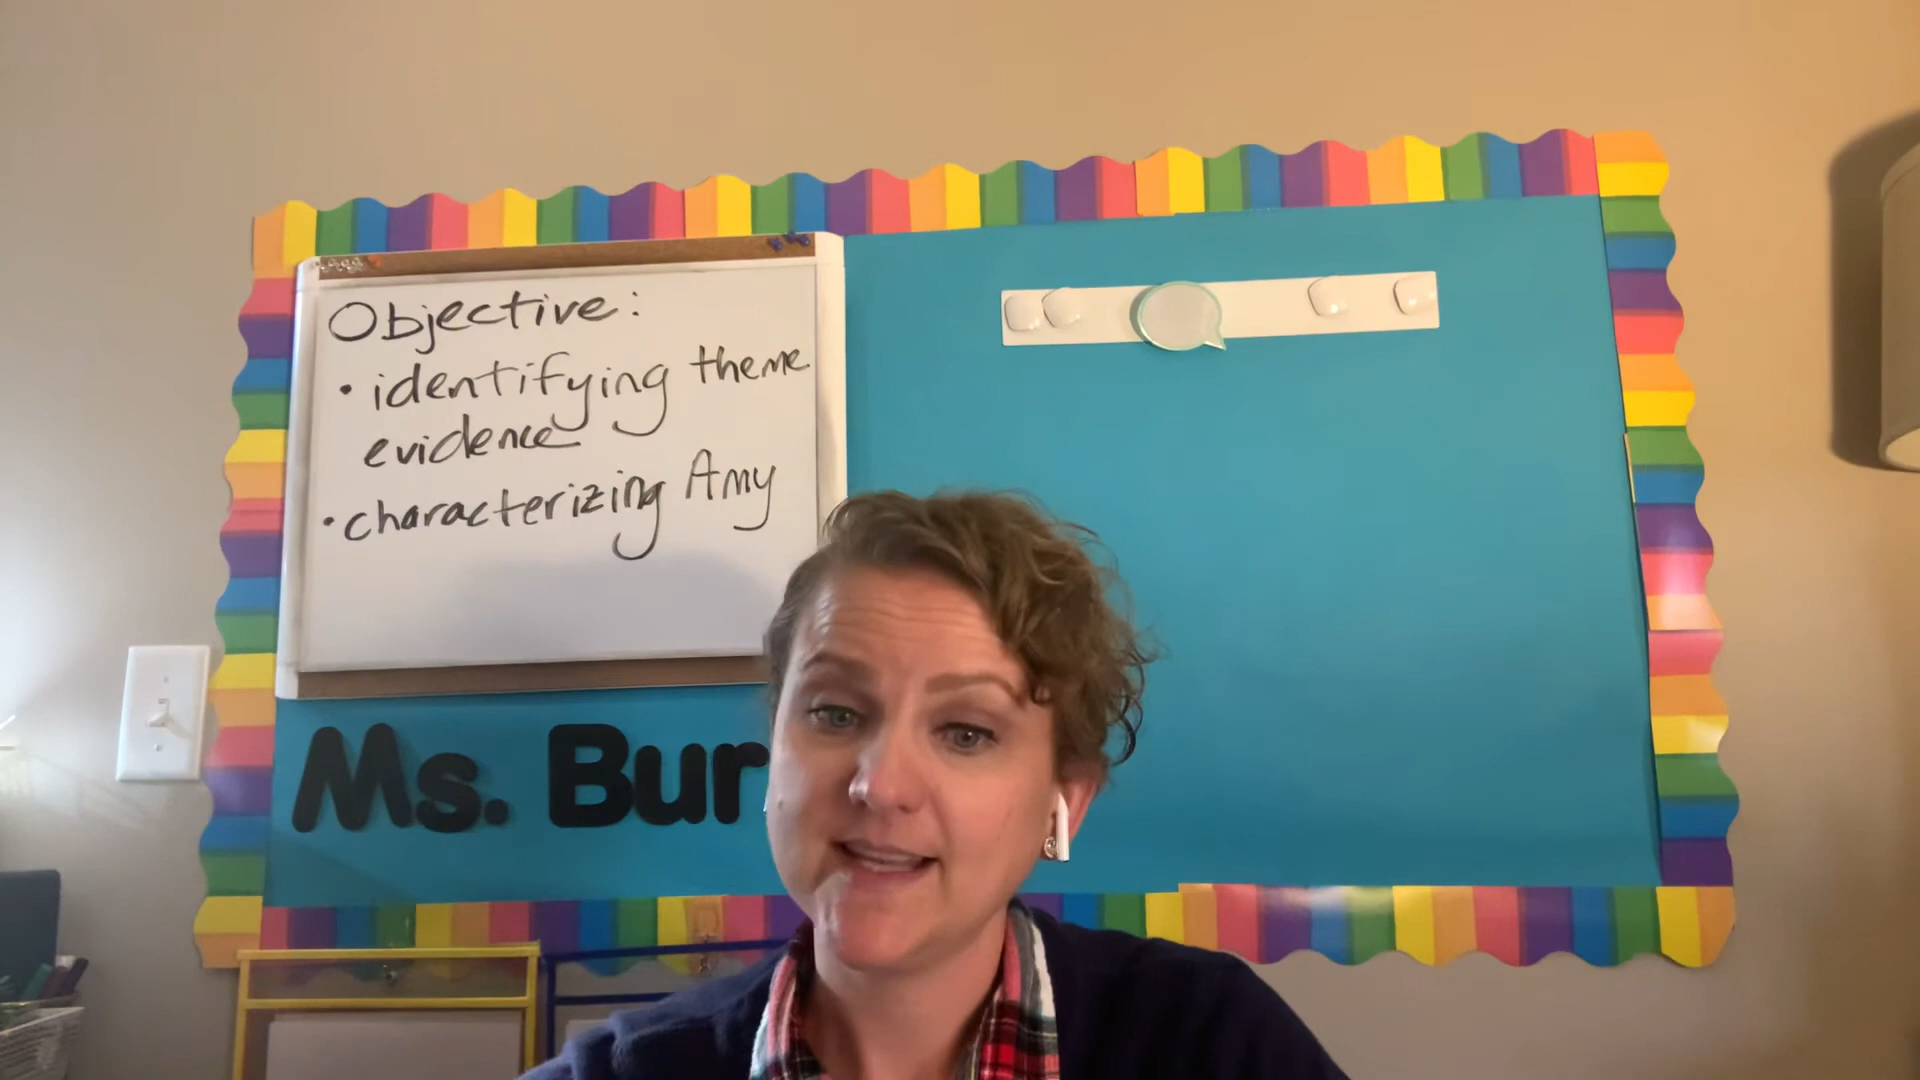 Objective:
• identifying theme
evidence
• characterizing Amy
Ms. Bur